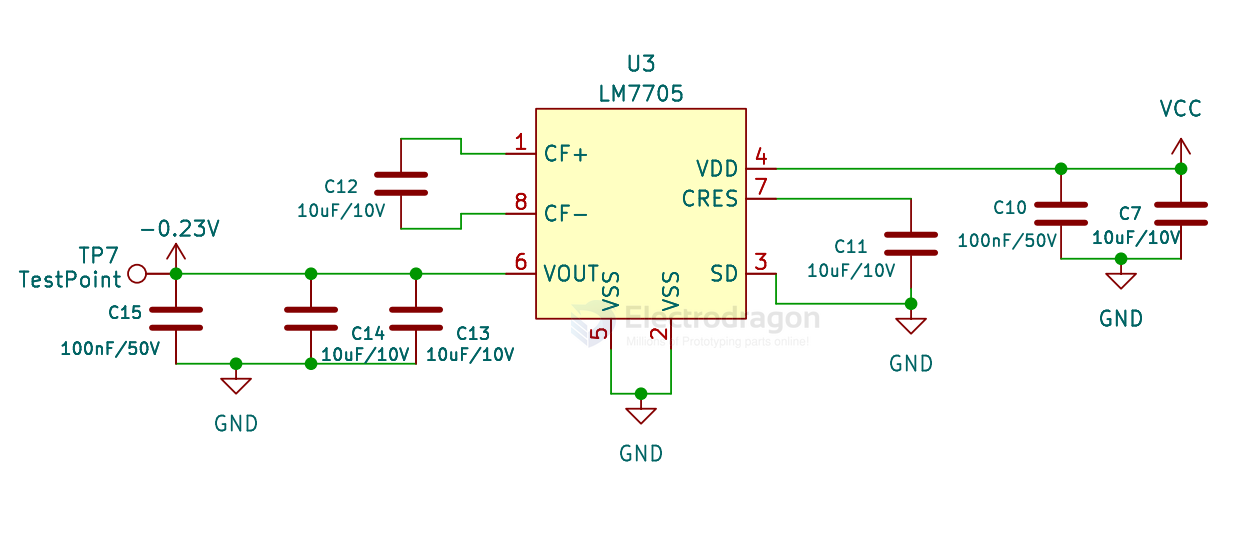 U3
LM7705
VCC
1
CF+
4
VDD
7
CRES
C12
10uF/10V
8
CF-
C10
100nF/50V
C7
10uF/10V
-0.23V
TP7
TestPoint
6
VOUT
3
SD
C11
10uF/10V
VSS
VSS
5
2
C15
100nF/50V
C14
10uF/10V
C13
10uF/10V
Electrodragon
Millions of Prototyping parts online!
GND
GND
GND
GND